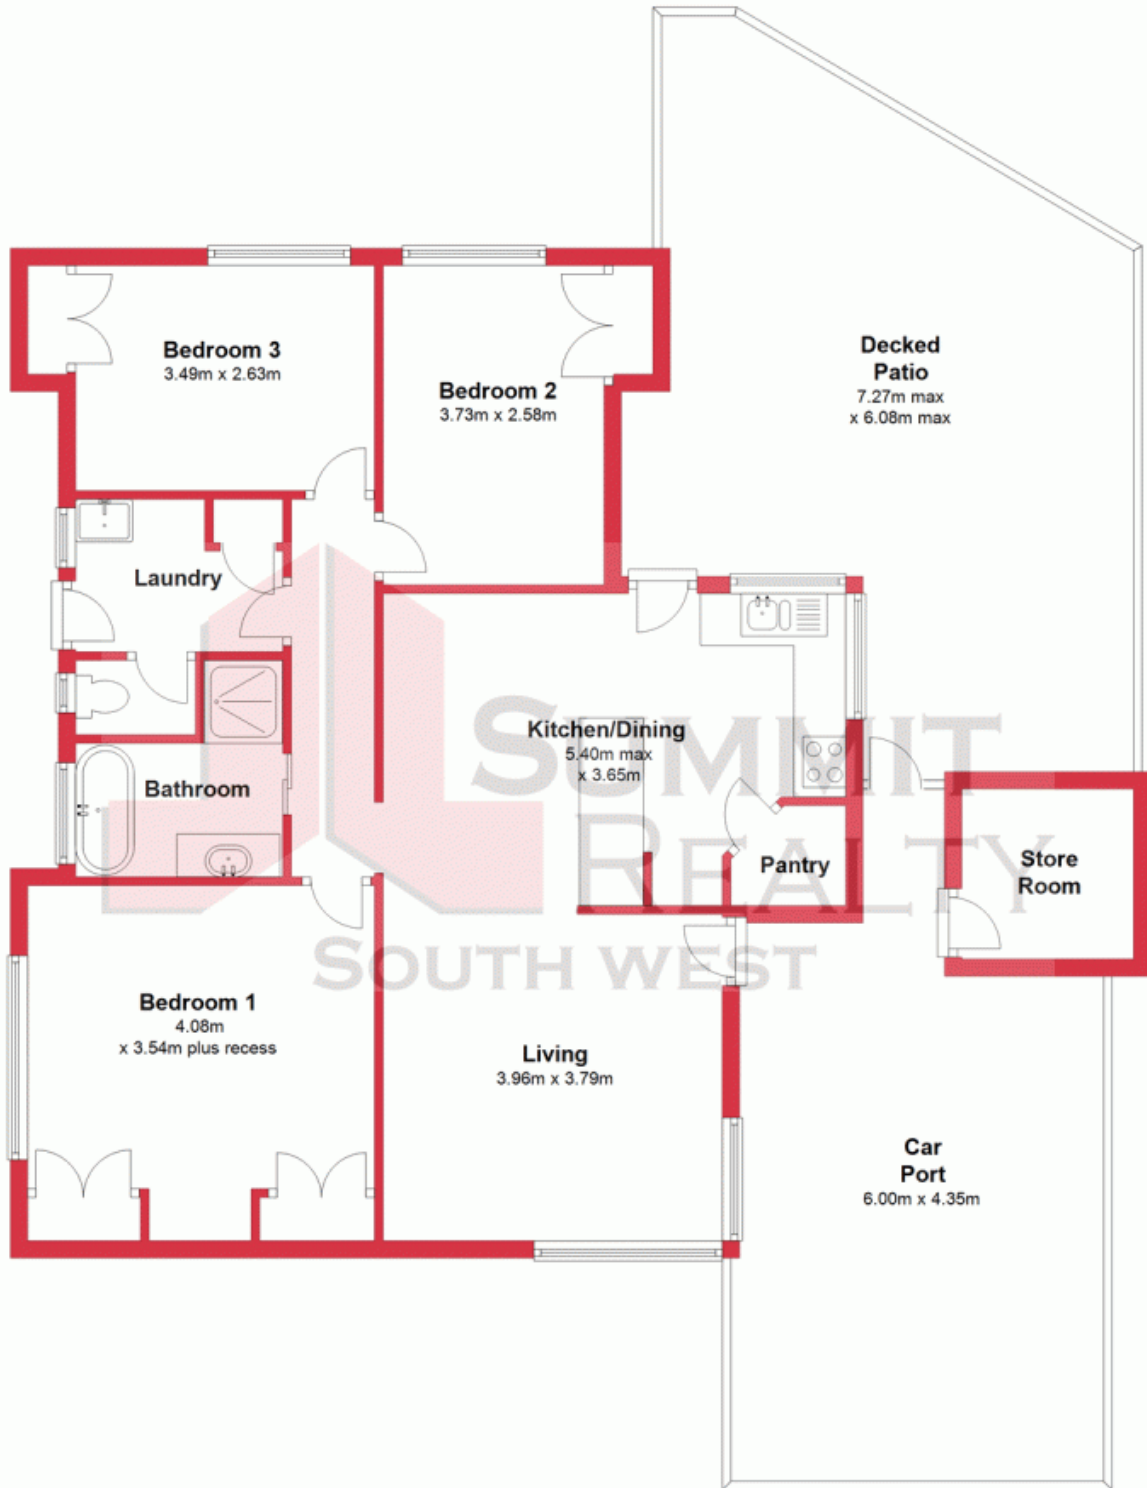 Bedroom 3
3.49m x 2.63m
Bedroom 2
3.73m x 2.58m
Decked
Patio
7.27m max
x 6.08m max
Laundry
Kitchen/Dining
5.40m max
x 3.65m
Bathroom
Pantry
Store
Room
SUMMIT
REALTY
SOUTH WEST
Bedroom 1
4.08m
x 3.54m plus recess
Living
3.96m x 3.79m
Car
Port
6.00m x 4.35m